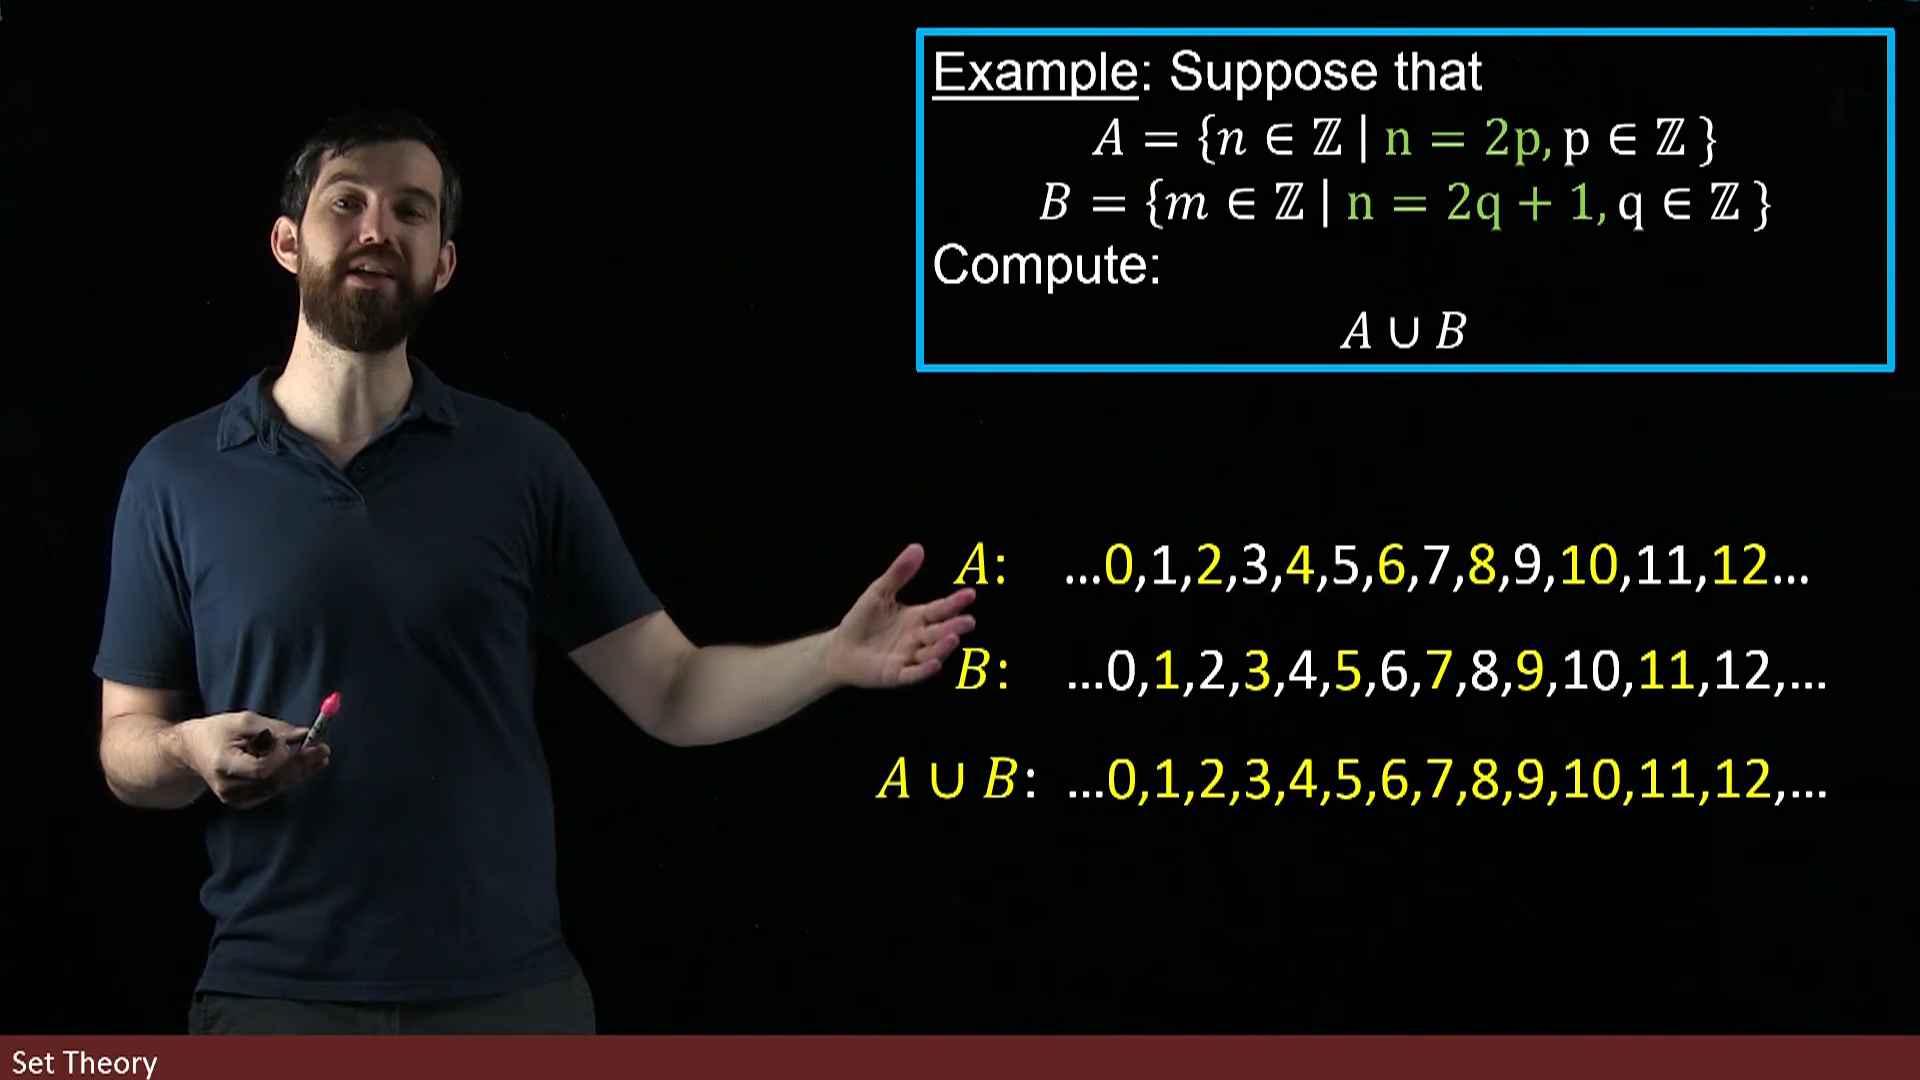 Example: Suppose that
A = {n ∈ ℤ | n = 2p, p ∈ ℤ }
B = {m ∈ ℤ | n = 2q + 1, q ∈ ℤ }
Compute:
A ∪ B
A: ...0,1,2,3,4,5,6,7,8,9,10,11,12...
B: ...0,1,2,3,4,5,6,7,8,9,10,11,12,...
A ∪ B: ...0,1,2,3,4,5,6,7,8,9,10,11,12,...
Set Theory